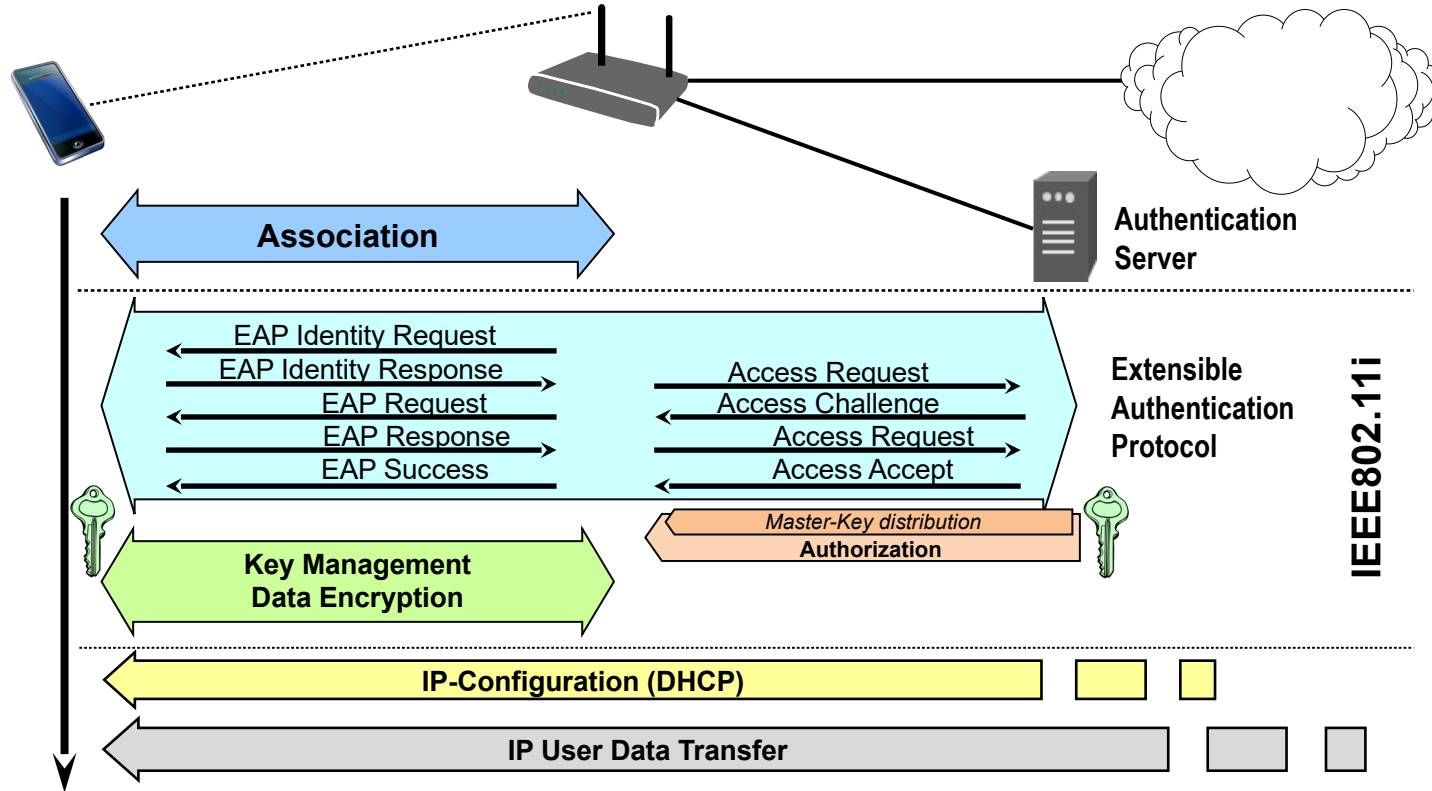 Association
Authentication
Server
EAP Identity Request
EAP Identity Response
Access Request
EAP Request
Access Challenge
EAP Response
Access Request
EAP Success
Access Accept
Extensible
Authentication
Protocol
IEEE802.11i
Master-Key distribution
Authorization
Key Management
Data Encryption
IP-Configuration (DHCP)
IP User Data Transfer